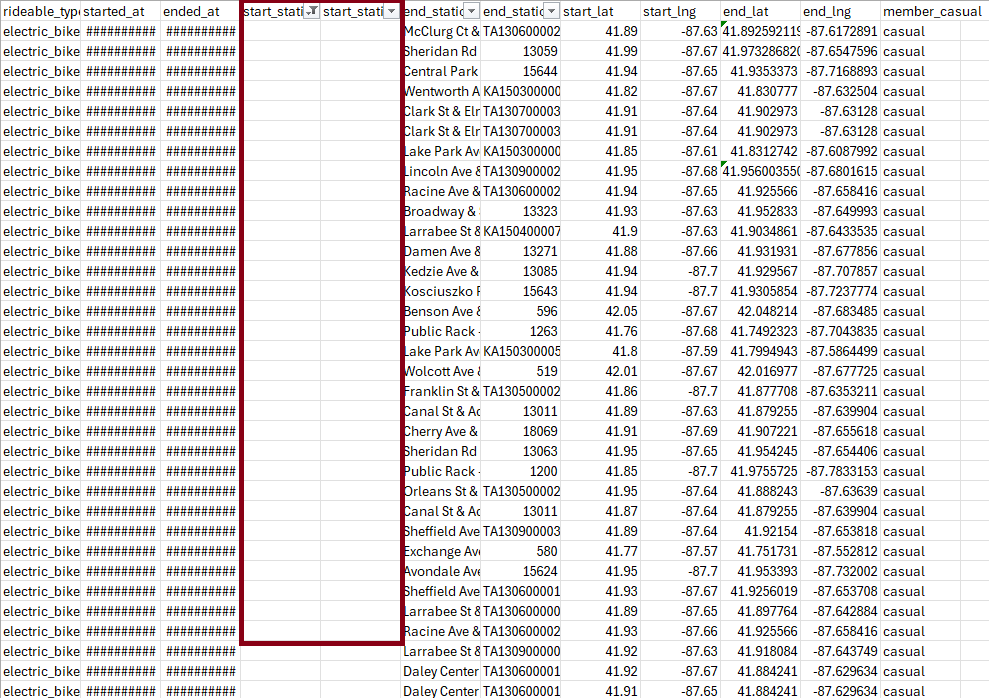 rideable_type started_at ended_at start_stati start_stati end_static end_static start_lat start_lng end_lat end_lng member_casual
electric_bike ########## ########## McClurg Ct & TA130600002 41.89 -87.63 41.892592119 -87.6172891 casual
electric_bike ########## ########## Sheridan Rd 13059 41.99 -87.65 41.973286820 -87.6547596 casual
electric_bike ########## ########## Central Park 15644 41.94 -87.65 41.9353373 -87.7168893 casual
electric_bike ########## ########## Wentworth A KA150300000 41.82 -87.67 41.830777 -87.632504 casual
electric_bike ########## ########## Clark St & Elr TA130700003 41.91 -87.64 41.902973 -87.63128 casual
electric_bike ########## ########## Clark St & Elr TA130700003 41.91 -87.64 41.902973 -87.63128 casual
electric_bike ########## ########## Lake Park Av KA150300000 41.85 -87.61 41.8312742 -87.6087992 casual
electric_bike ########## ########## Lincoln Ave & TA130900002 41.95 -87.68 41.956003550 -87.6801615 casual
electric_bike ########## ########## Racine Ave & TA130600002 41.94 -87.65 41.925566 -87.658416 casual
electric_bike ########## ########## Broadway & 13323 41.93 -87.63 41.952833 -87.649993 casual
electric_bike ########## ########## Larrabee St & KA150400007 41.9 -87.63 41.9034861 -87.6433535 casual
electric_bike ########## ########## Damen Ave & 13271 41.88 -87.66 41.931931 -87.677856 casual
electric_bike ########## ########## Kedzie Ave & 13085 41.94 -87.7 41.929567 -87.707857 casual
electric_bike ########## ########## Kosciuszko P 15643 41.94 -87.7 41.9305854 -87.7237774 casual
electric_bike ########## ########## Benson Ave & 596 42.05 -87.67 42.048214 -87.683485 casual
electric_bike ########## ########## Public Rack - 1263 41.76 -87.68 41.7492323 -87.7043835 casual
electric_bike ########## ########## Lake Park Av KA150300005 41.8 -87.59 41.7994943 -87.5864499 casual
electric_bike ########## ########## Wolcott Ave & 519 42.01 -87.67 42.016977 -87.677725 casual
electric_bike ########## ########## Franklin St & TA130500002 41.86 -87.7 41.877708 -87.6353211 casual
electric_bike ########## ########## Canal St & Ac 13011 41.89 -87.63 41.879255 -87.639904 casual
electric_bike ########## ########## Cherry Ave & 18069 41.91 -87.69 41.907221 -87.655618 casual
electric_bike ########## ########## Sheridan Rd 13063 41.95 -87.65 41.954245 -87.654406 casual
electric_bike ########## ########## Public Rack - 1200 41.85 -87.7 41.9755725 -87.7833153 casual
electric_bike ########## ########## Orleans St & TA130500002 41.95 -87.64 41.888243 -87.63639 casual
electric_bike ########## ########## Canal St & Ac 13011 41.87 -87.64 41.879255 -87.639904 casual
electric_bike ########## ########## Sheffield Ave TA130900003 41.89 -87.64 41.92154 -87.653818 casual
electric_bike ########## ########## Exchange Ave 580 41.77 -87.57 41.751731 -87.552812 casual
electric_bike ########## ########## Avondale Ave 15624 41.95 -87.7 41.953393 -87.732002 casual
electric_bike ########## ########## Sheffield Ave TA130600001 41.93 -87.67 41.9256019 -87.653708 casual
electric_bike ########## ########## Larrabee St & TA130600000 41.89 -87.65 41.897764 -87.642884 casual
electric_bike ########## ########## Racine Ave & TA130600002 41.93 -87.66 41.925566 -87.658416 casual
electric_bike ########## ########## Larrabee St & TA130900000 41.92 -87.63 41.918084 -87.643749 casual
electric_bike ########## ########## Daley Center TA130600001 41.92 -87.67 41.884241 -87.629634 casual
electric_bike ########## ########## Daley Center TA130600001 41.91 -87.65 41.884241 -87.629634 casual